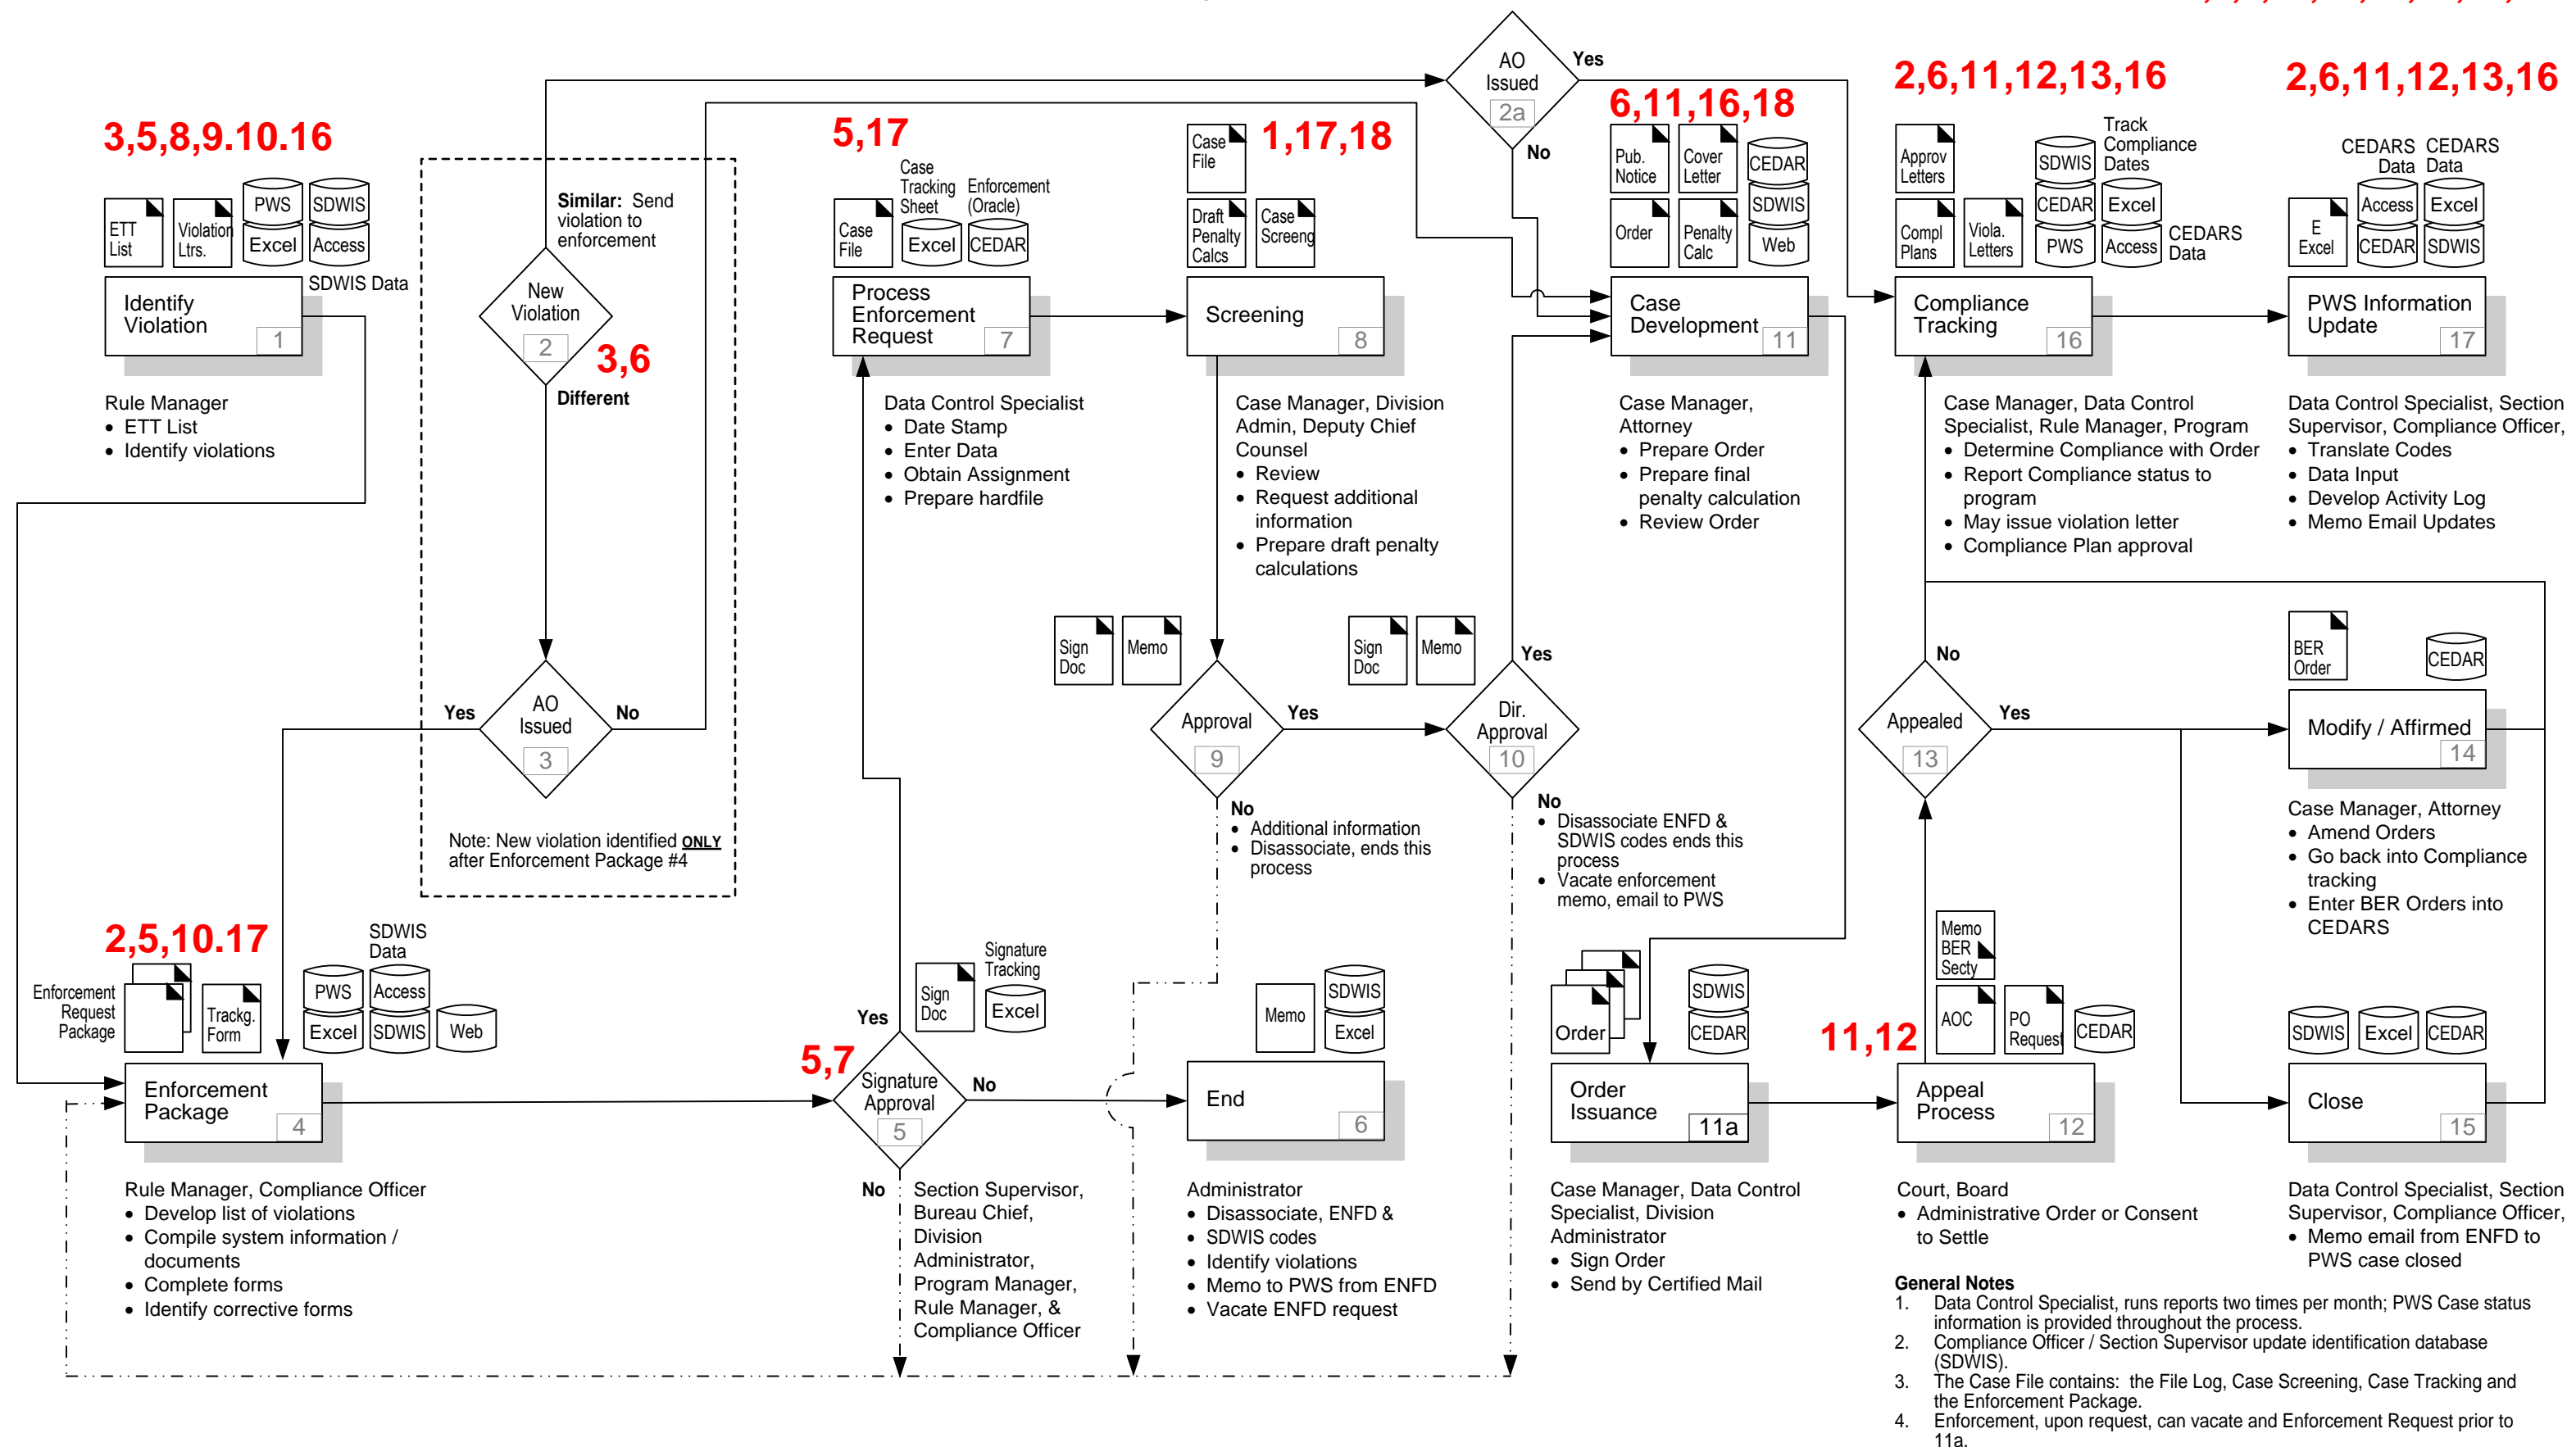 AO
Issued
2a
Yes
No
3,5,8,9.10.16
ETT
List
Violation
Ltrs.
PWS
SDWIS
Excel
Access
SDWIS Data
Identify
Violation
1
Rule Manager
• ETT List
• Identify violations
Similar: Send
violation to
enforcement
New
Violation
2
3,6
Different
AO
Issued
3
Yes
No
Note: New violation identified ONLY
after Enforcement Package #4
5,17
Case
File
Case
Tracking
Sheet
Excel
Enforcement
(Oracle)
CEDAR
Process
Enforcement
Request
7
Data Control Specialist
• Date Stamp
• Enter Data
• Obtain Assignment
• Prepare hardfile
1,17,18
Case
File
Draft
Penalty
Calcs
Case
Screeng
Screening
8
Case Manager, Division
Admin, Deputy Chief
Counsel
• Review
• Request additional
information
• Prepare draft penalty
calculations
6,11,16,18
Pub.
Notice
Cover
Letter
CEDAR
Order
Penalty
Calc
SDWIS
Web
Case
Development
11
Case Manager,
Attorney
• Prepare Order
• Prepare final
penalty calculation
• Review Order
2,6,11,12,13,16
Approv
Letters
Compl
Plans
Viola.
Letters
SDWIS
CEDAR
PWS
Track
Compliance
Dates
Excel
Access
CEDARS
Data
Compliance
Tracking
16
Case Manager, Data Control
Specialist, Rule Manager, Program
• Determine Compliance with Order
• Report Compliance status to
program
• May issue violation letter
• Compliance Plan approval
2,6,11,12,13,16
E
Excel
CEDARS
Data
Access
CEDAR
CEDARS
Data
Excel
SDWIS
PWS Information
Update
17
Data Control Specialist, Section
Supervisor, Compliance Officer,
• Translate Codes
• Data Input
• Develop Activity Log
• Memo Email Updates
Sign
Doc
Memo
Approval
9
Yes
No
• Additional information
• Disassociate, ends this
process
Sign
Doc
Memo
Dir.
Approval
10
Yes
No
• Disassociate ENFD &
SDWIS codes ends this
process
• Vacate enforcement
memo, email to PWS
No
Appealed
13
Yes
BER
Order
CEDAR
Modify / Affirmed
14
Case Manager, Attorney
• Amend Orders
• Go back into Compliance
tracking
• Enter BER Orders into
CEDARS
2,5,10.17
Enforcement
Request
Package
Trackg.
Form
SDWIS
Data
PWS
Access
Excel
SDWIS
Web
Enforcement
Package
4
Rule Manager, Compliance Officer
• Develop list of violations
• Compile system information /
documents
• Complete forms
• Identify corrective forms
Sign
Doc
Signature
Tracking
Excel
Yes
5,7
Signature
Approval
5
No
No
Section Supervisor,
Bureau Chief,
Division
Administrator,
Program Manager,
Rule Manager, &
Compliance Officer
Memo
SDWIS
Excel
End
6
Administrator
• Disassociate, ENFD &
• SDWIS codes
• Identify violations
• Memo to PWS from ENFD
• Vacate ENFD request
Order
SDWIS
CEDAR
Order
Issuance
11a
Case Manager, Data Control
Specialist, Division
Administrator
• Sign Order
• Send by Certified Mail
11,12
Memo
BER
Secty
AOC
PO
Request
CEDAR
Appeal
Process
12
Court, Board
• Administrative Order or Consent
to Settle
SDWIS
Excel
CEDAR
Close
15
Data Control Specialist, Section
Supervisor, Compliance Officer,
• Memo email from ENFD to
PWS case closed
General Notes
1. Data Control Specialist, runs reports two times per month; PWS Case status
information is provided throughout the process.
2. Compliance Officer / Section Supervisor update identification database
(SDWIS).
3. The Case File contains: the File Log, Case Screening, Case Tracking and
the Enforcement Package.
4. Enforcement, upon request, can vacate and Enforcement Request prior to
11a.